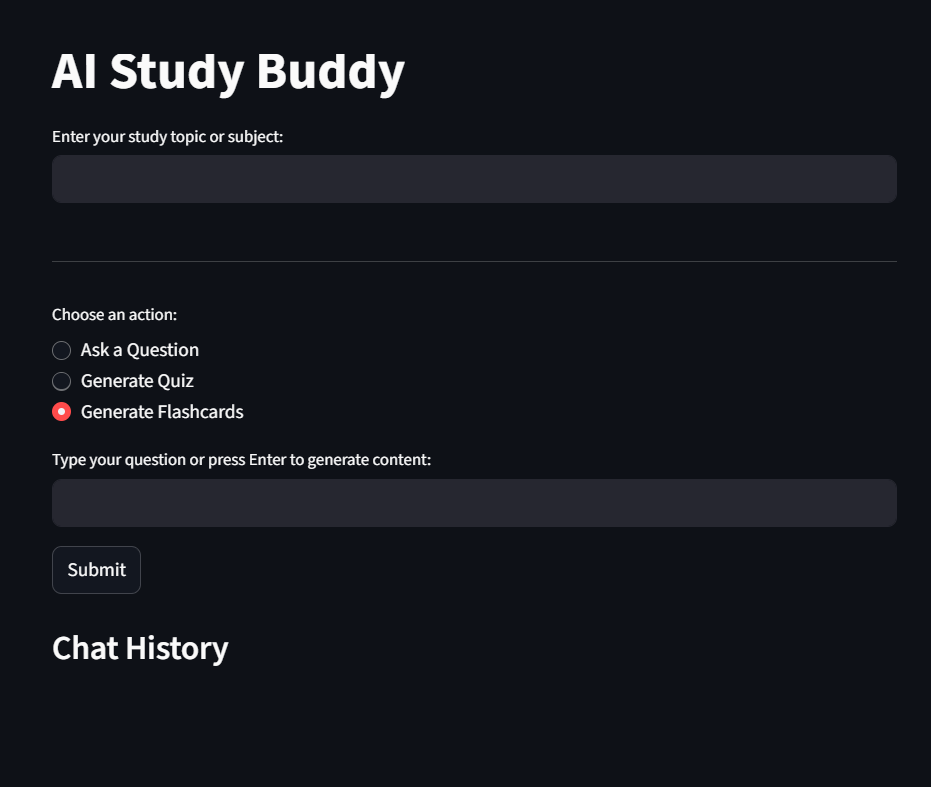 AI Study Buddy
Enter your study topic or subject:
Choose an action:
Ask a Question
Generate Quiz
Generate Flashcards
Type your question or press Enter to generate content:
Submit
Chat History